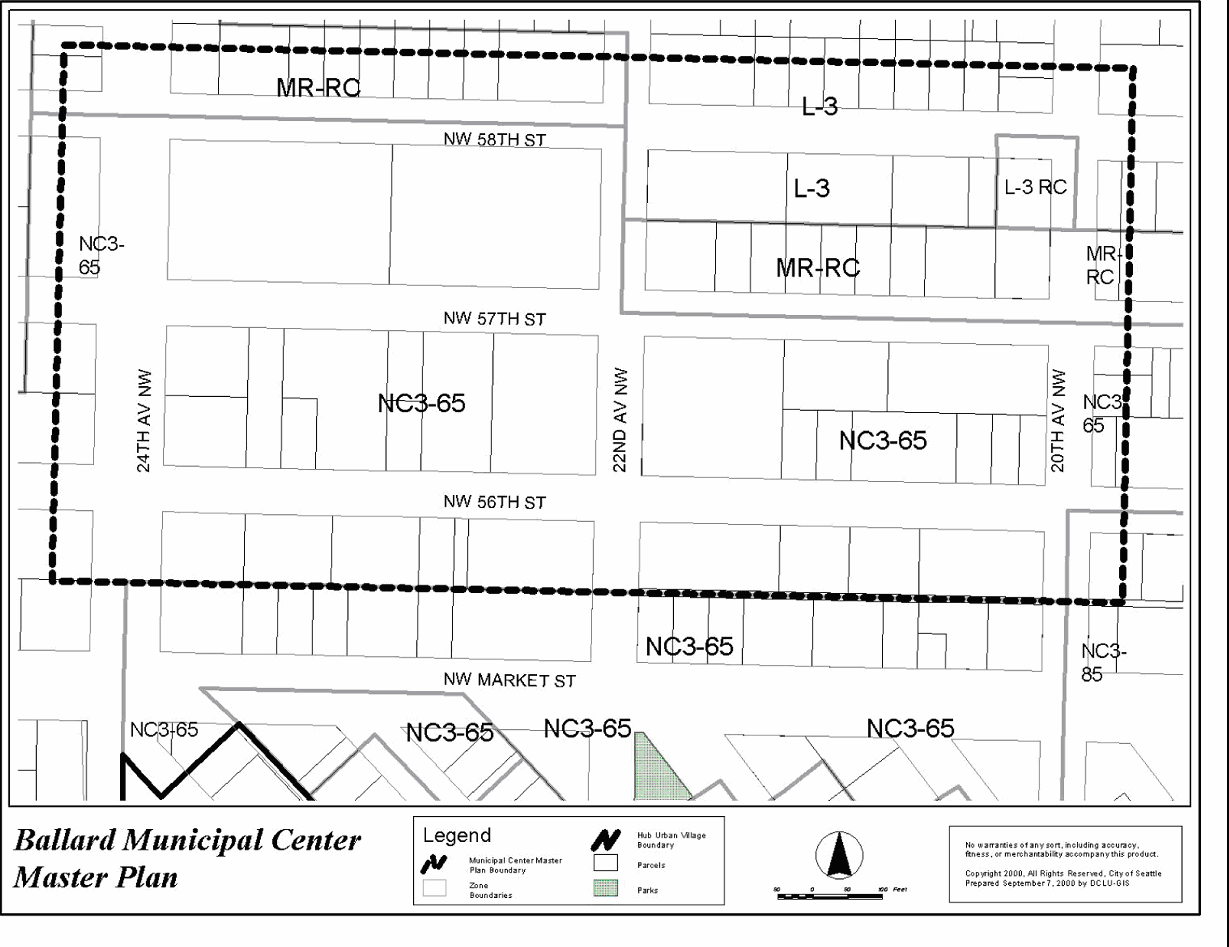 MR-RC
L-3
NW 58TH ST
L-3
L-3 RC
NC3-
65
MR-
RC
MR-RC
NW 57TH ST
24TH AV NW
NC3-65
22ND AV NW
NC3-65
20TH AV NW
NC3
65
NW 56TH ST
NC3-65
NC3-
85
NW MARKET ST
NC3-65
NC3-65
NC3-65
NC3-65
Ballard Municipal Center
Master Plan
Legend
Municipal Center Master
Plan Boundary
Zone
Boundaries
Hub Urban Village
Boundary
Parcels
Parks
0 50 100 Feet
No warranties of any sort, including accuracy,
fitness, or merchantability accompany this product.
Copyright 2000, All Rights Reserved, City of Seattle
Prepared September 7, 2000 by DCLU-GIS